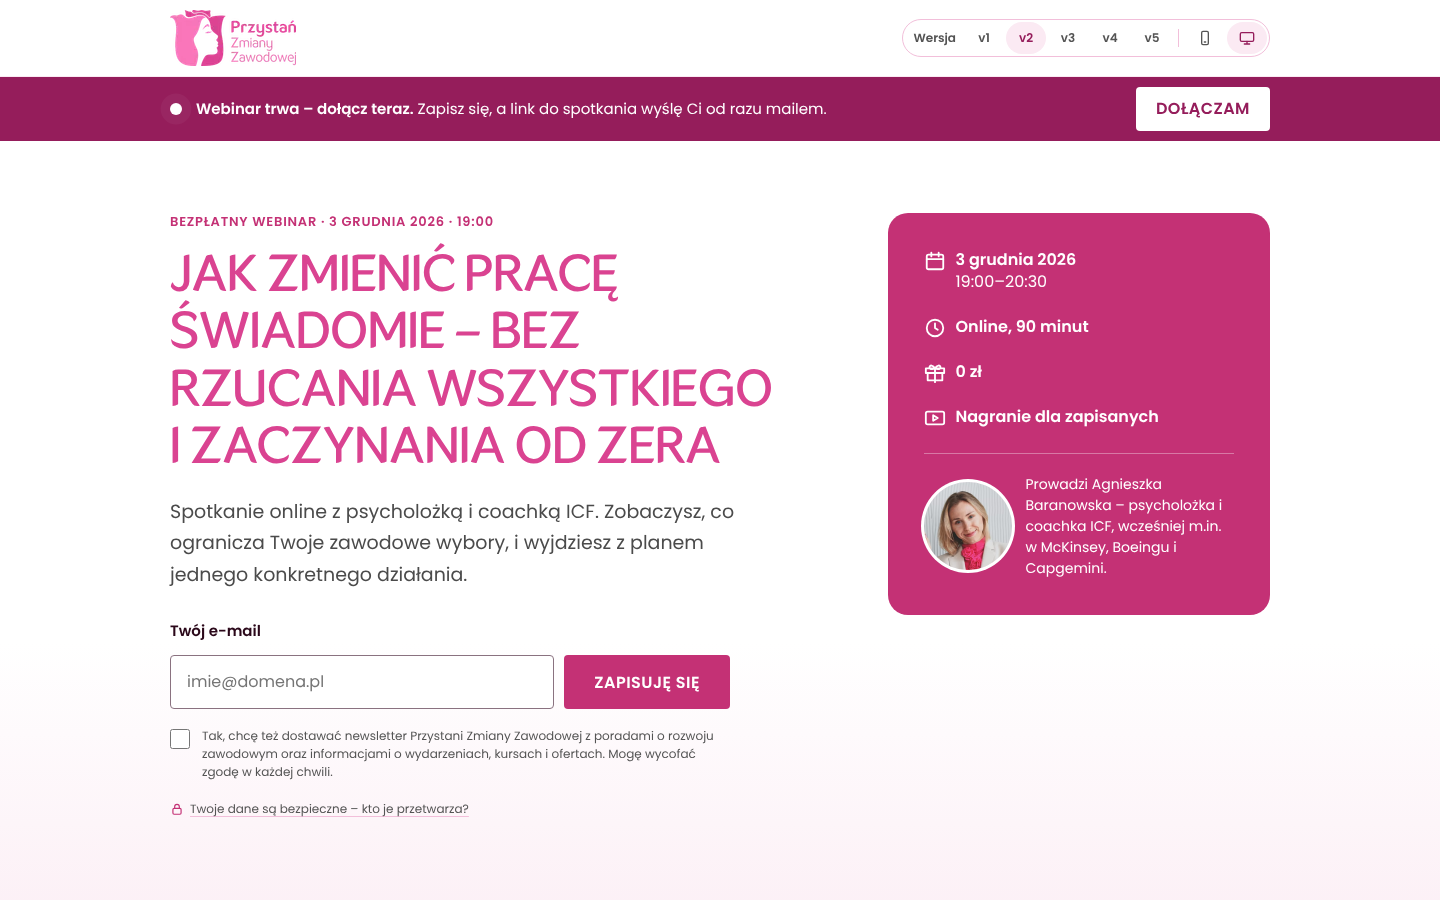 Przystań
Zmiany
Zawodowej
Wersja v1 v2 v3 v4 v5
Webinar trwa – dołącz teraz. Zapisz się, a link do spotkania wyślę Ci od razu mailem.
DOŁĄCZAM
BEZPŁATNY WEBINAR · 3 GRUDNIA 2026 · 19:00
JAK ZMIENIĆ PRACĘ
ŚWIADOMIE – BEZ
RZUCANIA WSZYSTKIEGO
I ZACZYNANIA OD ZERA
Spotkanie online z psycholożką i coachką ICF. Zobaczysz, co
ogranicza Twoje zawodowe wybory, i wyjdziesz z planem
jednego konkretnego działania.
Twój e-mail
imie@domena.pl
ZAPISUJĘ SIĘ
Tak, chcę też dostawać newsletter Przystani Zmiany Zawodowej z poradami o rozwoju
zawodowym oraz informacjami o wydarzeniach, kursach i ofertach. Mogę wycofać
zgodę w każdej chwili.
Twoje dane są bezpieczne – kto je przetwarza?
3 grudnia 2026
19:00–20:30
Online, 90 minut
0 zł
Nagranie dla zapisanych
Prowadzi Agnieszka
Baranowska – psycholożka i
coachka ICF, wcześniej m.in.
w McKinsey, Boeingu i
Capgemini.